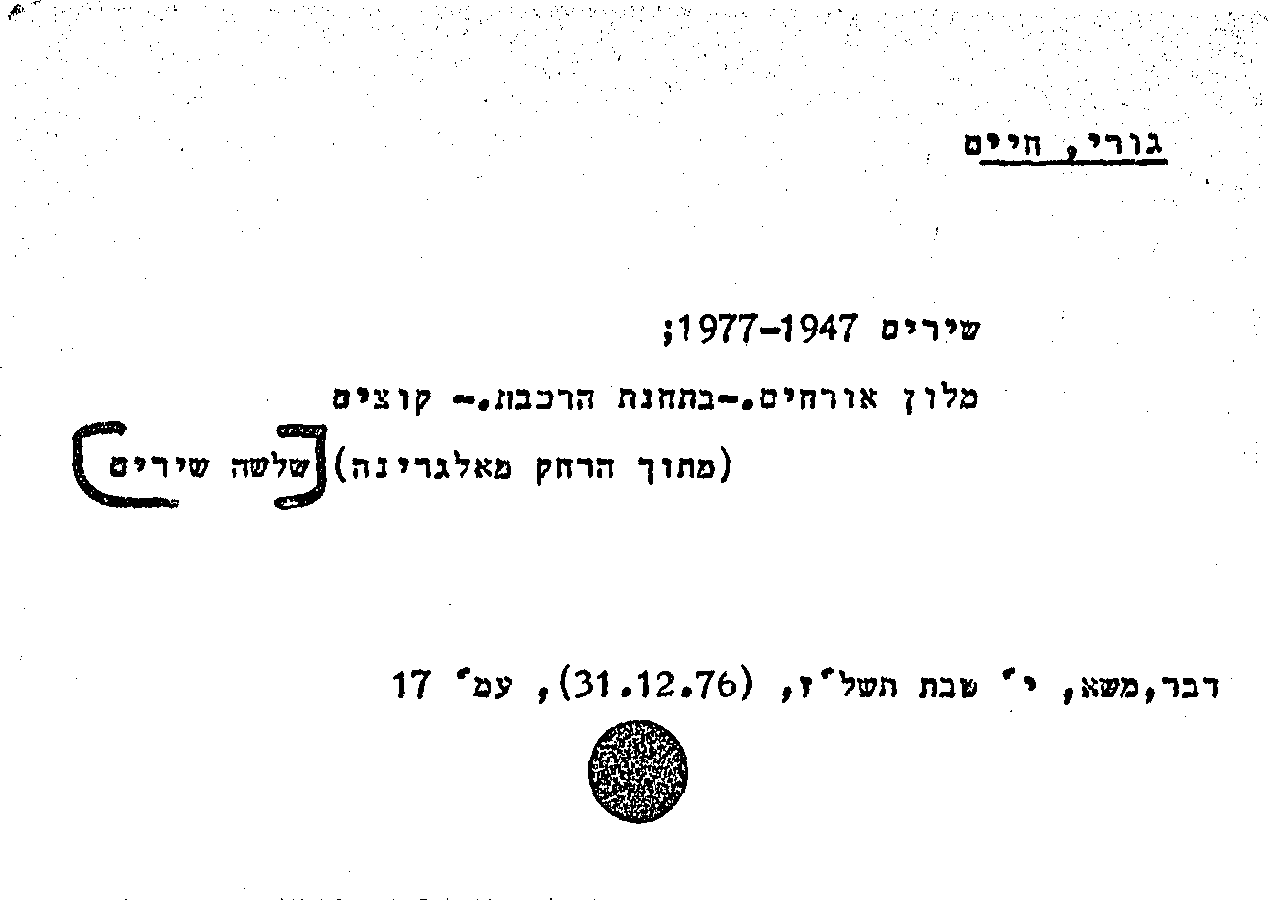 גורי, חיים
שירים 1947-1977;
מלון אורחים.-בתחנת הרכבת.- קוצים
(מתוך הרחק מאלגרינה) [שלשה שירים]
דבר,משא, י' שבת תשל"ז, (31.12.76), עמ' 17